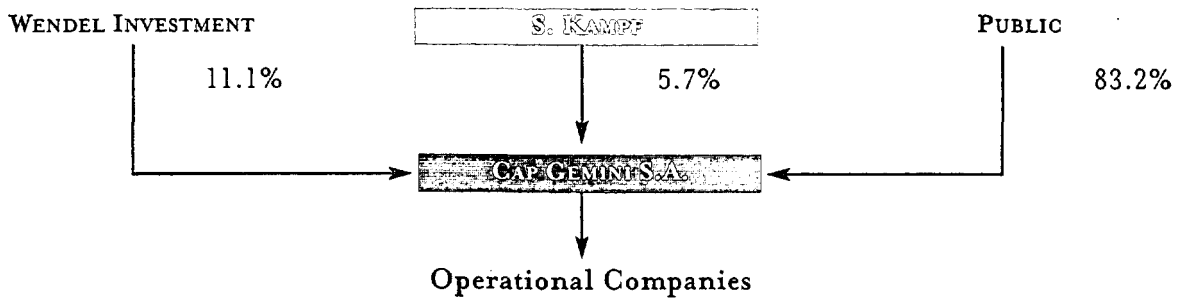 WENDEL INVESTMENT
S. KAMPF
PUBLIC
11.1%
5.7%
83.2%
CAP GEMINI S.A.
Operational Companies